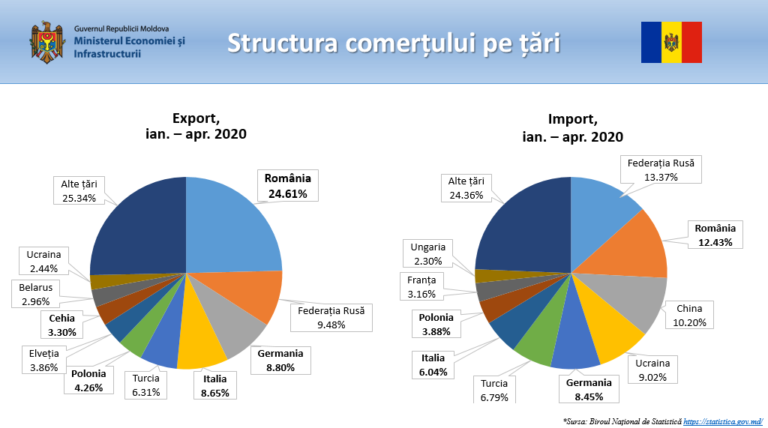 Guvernul Republicii Moldova
Ministerul Economiei și
Infrastructurii
Structura comerțului pe țări
Export,
ian. – apr. 2020
România
24.61%
Federația Rusă
9.48%
Germania
8.80%
Italia
8.65%
Turcia
6.31%
Polonia
4.26%
Elveția
3.86%
Cehia
3.30%
Belarus
2.96%
Ucraina
2.44%
Alte țări
25.34%
Import,
ian. – apr. 2020
Federația Rusă
13.37%
România
12.43%
China
10.20%
Ucraina
9.02%
Germania
8.45%
Turcia
6.79%
Italia
6.04%
Polonia
3.88%
Franța
3.16%
Ungaria
2.30%
Alte țări
24.36%
*Sursa: Biroul Național de Statistică https://statistica.gov.md/